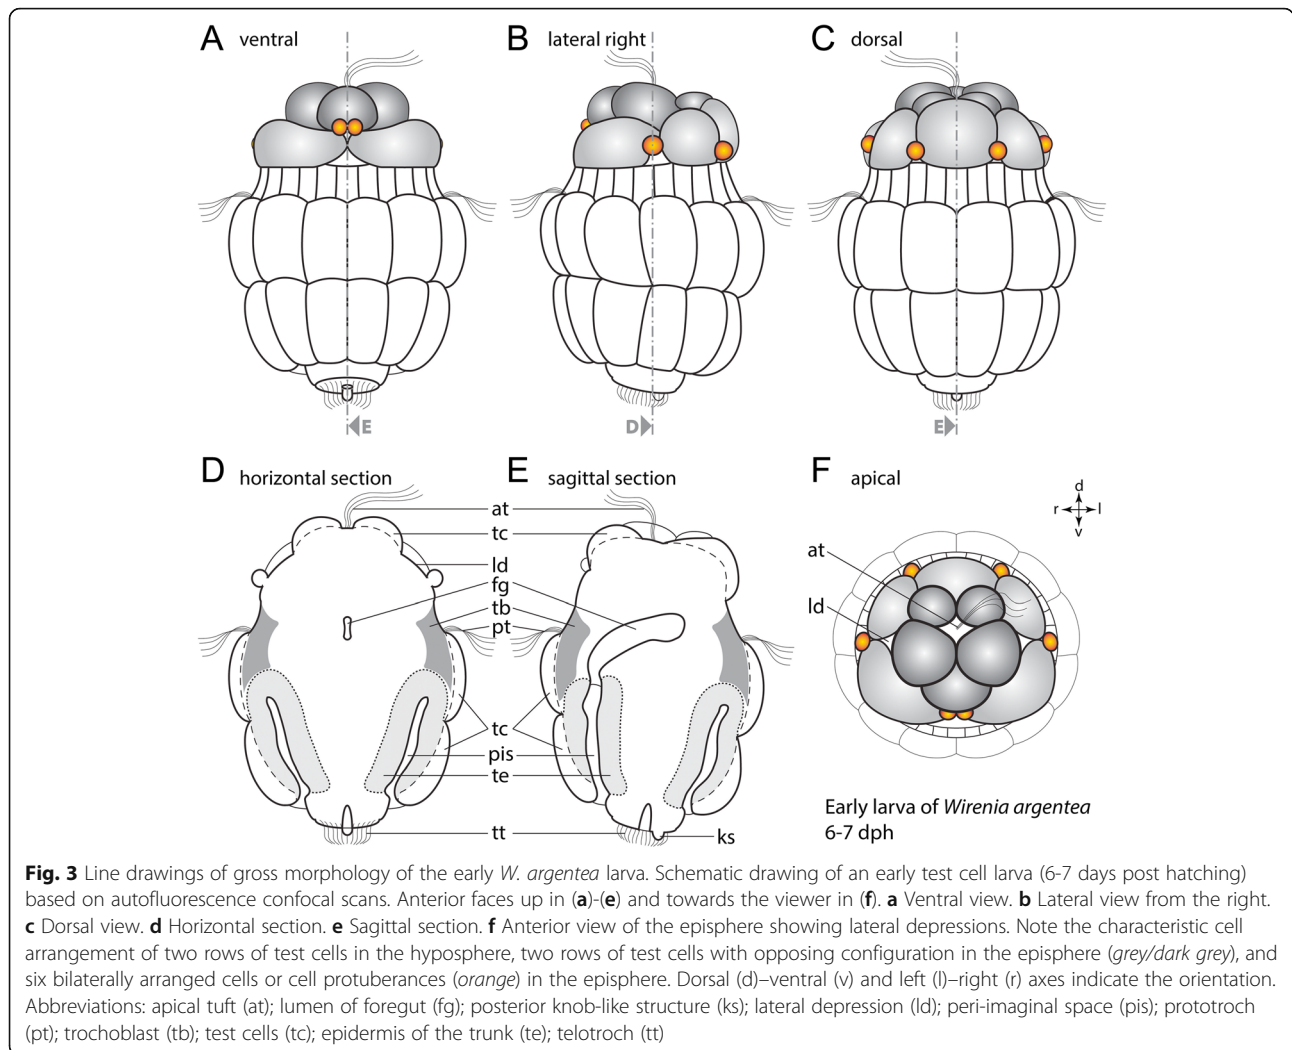 A ventral
B lateral right
C dorsal
E
D
E
D horizontal section
E sagittal section
F apical
at
tc
ld
fg
tb
pt
tc
pis
te
tt
ks
d
r l
v
at
ld
Early larva of Wirenia argentea
6-7 dph
Fig. 3 Line drawings of gross morphology of the early W. argentea larva. Schematic drawing of an early test cell larva (6-7 days post hatching)
based on autofluorescence confocal scans. Anterior faces up in (a)-(e) and towards the viewer in (f). a Ventral view. b Lateral view from the right.
c Dorsal view. d Horizontal section. e Sagittal section. f Anterior view of the episphere showing lateral depressions. Note the characteristic cell
arrangement of two rows of test cells in the hyposphere, two rows of test cells with opposing configuration in the episphere (grey/dark grey), and
six bilaterally arranged cells or cell protuberances (orange) in the episphere. Dorsal (d)–ventral (v) and left (l)–right (r) axes indicate the orientation.
Abbreviations: apical tuft (at); lumen of foregut (fg); posterior knob-like structure (ks); lateral depression (ld); peri-imaginal space (pis); prototroch
(pt); trochoblast (tb); test cells (tc); epidermis of the trunk (te); telotroch (tt)